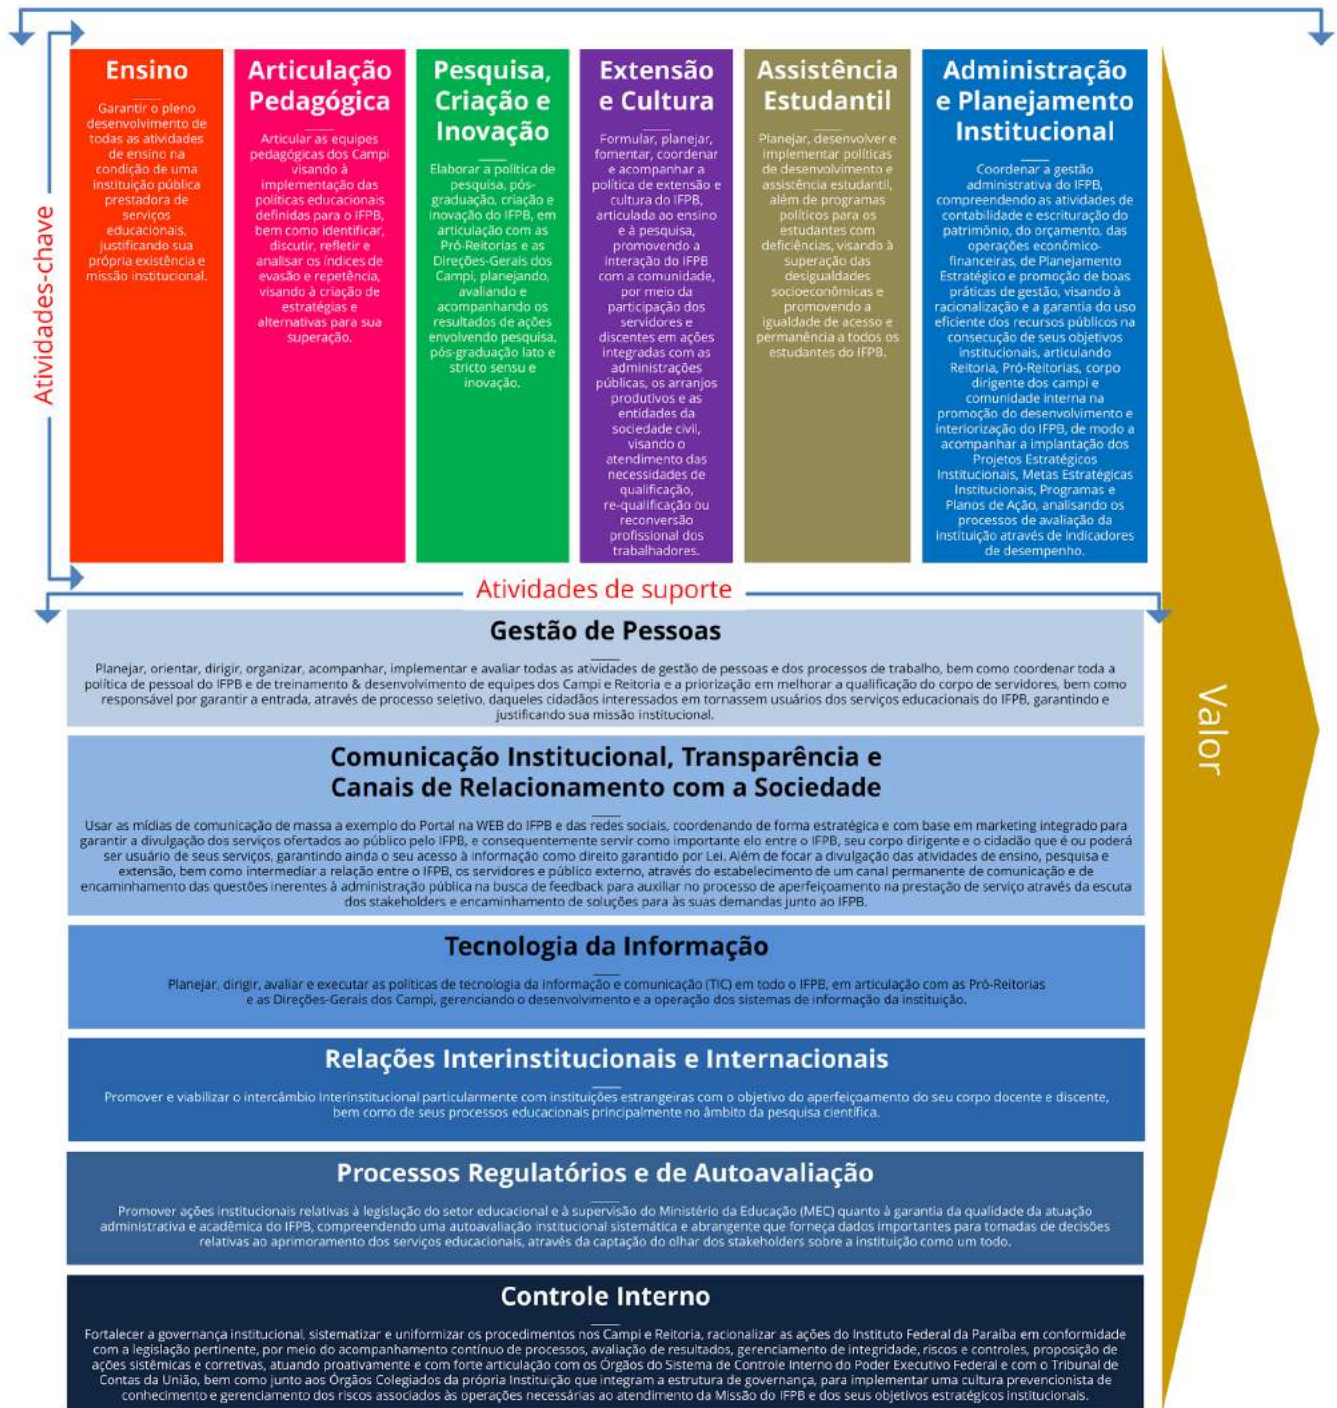 Atividades-chave
Ensino
Garantir o pleno
desenvolvimento de
todas as atividades
de ensino na
condição de uma
instituição pública
prestadora de
serviços
educacionais,
justificando sua
própria existência e
missão institucional.
Articulação
Pedagógica
Articular as equipes
pedagógicas dos Campi
visando à
implementação das
políticas educacionais
definidas para o IFPB,
bem como identificar,
discutir, refletir e
analisar os índices de
evasão e repetência,
visando à criação de
estratégias e
alternativas para sua
superação.
Pesquisa,
Criação e
Inovação
Elaborar a política de
pesquisa, pós-
graduação, criação e
inovação do IFPB, em
articulação com as
Pró-Reitorias e as
Direções-Gerais dos
Campi, planejando,
avaliando e
acompanhando os
resultados de ações
envolvendo pesquisa,
pós-graduação lato e
stricto sensu e
inovação.
Extensão
e Cultura
Formular, planejar,
fomentar, coordenar
e acompanhar a
política de extensão e
cultura do IFPB,
articulada ao ensino
e à pesquisa,
promovendo a
interação do IFPB
com a comunidade,
por meio da
participação dos
servidores e
discentes em ações
integradas com as
administrações
públicas, os arranjos
produtivos e as
entidades da
sociedade civil,
visando o
atendimento das
necessidades de
qualificação,
re-qualificação ou
reconversão
profissional dos
trabalhadores.
Assistência
Estudantil
Planejar, desenvolver e
implementar políticas
de desenvolvimento e
assistência estudantil,
além de programas
políticos para os
estudantes com
deficiências, visando à
superação das
desigualdades
socioeconômicas e
promovendo a
igualdade de acesso e
permanência a todos os
estudantes do IFPB.
Administração
e Planejamento
Institucional
Coordenar a gestão
administrativa do IFPB,
compreendendo as atividades de
contabilidade e escrituração do
patrimônio, do orçamento, das
operações econômico-
financeiras, de Planejamento
Estratégico e promoção de boas
práticas de gestão, visando à
racionalização e a garantia do uso
eficiente dos recursos públicos na
consecução de seus objetivos
institucionais, articulando
Reitoria, Pró-Reitorias, corpo
dirigente dos campi e
comunidade interna na
promoção do desenvolvimento e
interiorização do IFPB, de modo a
acompanhar a implantação dos
Projetos Estratégicos
Institucionais, Metas Estratégicas
Institucionais, Programas e
Planos de Ação, analisando os
processos de avaliação da
instituição através de indicadores
de desempenho.
Atividades de suporte
Gestão de Pessoas
Planejar, orientar, dirigir, organizar, acompanhar, implementar e avaliar todas as atividades de gestão de pessoas e dos processos de trabalho, bem como coordenar toda a
política de pessoal do IFPB e de treinamento & desenvolvimento de equipes dos Campi e Reitoria e a priorização em melhorar a qualificação do corpo de servidores, bem como
responsável por garantir a entrada, através de processo seletivo, daqueles cidadãos interessados em tornassem usuários dos serviços educacionais do IFPB, garantindo e
justificando sua missão institucional.
Comunicação Institucional, Transparência e
Canais de Relacionamento com a Sociedade
Usar as mídias de comunicação de massa a exemplo do Portal na WEB do IFPB e das redes sociais, coordenando de forma estratégica e com base em marketing integrado para
garantir a divulgação dos serviços ofertados ao público pelo IFPB, e consequentemente servir como importante elo entre o IFPB, seu corpo dirigente e o cidadão que é ou poderá
ser usuário de seus serviços, garantindo ainda o seu acesso à informação como direito garantido por Lei. Além de focar a divulgação das atividades de ensino, pesquisa e
extensão, bem como intermediar a relação entre o IFPB, os servidores e público externo, através do estabelecimento de um canal permanente de comunicação e de
encaminhamento das questões inerentes à administração pública na busca de feedback para auxiliar no processo de aperfeiçoamento na prestação de serviço através da escuta
dos stakeholders e encaminhamento de soluções para às suas demandas junto ao IFPB.
Tecnologia da Informação
Planejar, dirigir, avaliar e executar as políticas de tecnologia da informação e comunicação (TIC) em todo o IFPB, em articulação com as Pró-Reitorias
e as Direções-Gerais dos Campi, gerenciando o desenvolvimento e a operação dos sistemas de informação da instituição.
Relações Interinstitucionais e Internacionais
Promover e viabilizar o intercâmbio Interinstitucional particularmente com instituições estrangeiras com o objetivo do aperfeiçoamento do seu corpo docente e discente,
bem como de seus processos educacionais principalmente no âmbito da pesquisa científica.
Processos Regulatórios e de Autoavaliação
Promover ações institucionais relativas à legislação do setor educacional e à supervisão do Ministério da Educação (MEC) quanto à garantia da qualidade da atuação
administrativa e acadêmica do IFPB, compreendendo uma autoavaliação institucional sistemática e abrangente que forneça dados importantes para tomadas de decisões
relativas ao aprimoramento dos serviços educacionais, através da captação do olhar dos stakeholders sobre a instituição como um todo.
Controle Interno
Fortalecer a governança institucional, sistematizar e uniformizar os procedimentos nos Campi e Reitoria, racionalizar as ações do Instituto Federal da Paraíba em conformidade
com a legislação pertinente, por meio do acompanhamento contínuo de processos, avaliação de resultados, gerenciamento de integridade, riscos e controles, proposição de
ações sistêmicas e corretivas, atuando proativamente e com forte articulação com os Órgãos do Sistema de Controle Interno do Poder Executivo Federal e com o Tribunal de
Contas da União, bem como junto aos Órgãos Colegiados da própria Instituição que integram a estrutura de governança, para implementar uma cultura prevencionista de
conhecimento e gerenciamento dos riscos associados às operações necessárias ao atendimento da Missão do IFPB e dos seus objetivos estratégicos institucionais.
Valor